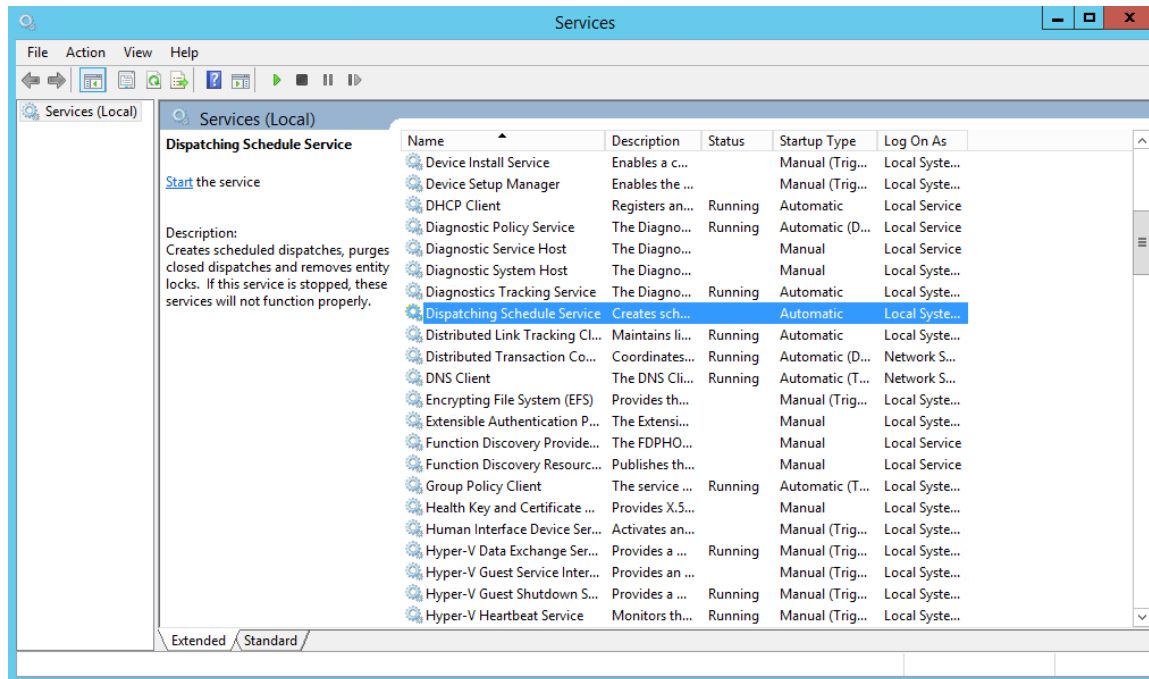 Services
File Action View Help
Services (Local)
Services (Local)
Dispatching Schedule Service
Start the service
Description:
Creates scheduled dispatches, purges
closed dispatches and removes entity
locks. If this service is stopped, these
services will not function properly.
Name Description Status Startup Type Log On As
Device Install Service Enables a c... Manual (Trig... Local Syste...
Device Setup Manager Enables the ... Manual (Trig... Local Syste...
DHCP Client Registers an... Running Automatic Local Service
Diagnostic Policy Service The Diagno... Running Automatic (D... Local Service
Diagnostic Service Host The Diagno... Manual Local Service
Diagnostic System Host The Diagno... Manual Local Syste...
Diagnostics Tracking Service The Diagno... Running Automatic Local Syste...
Dispatching Schedule Service Creates sch... Automatic Local Syste...
Distributed Link Tracking Cl... Maintains li... Running Automatic Local Syste...
Distributed Transaction Co... Coordinates... Running Automatic (D... Network S...
DNS Client The DNS Cli... Running Automatic (T... Network S...
Encrypting File System (EFS) Provides th... Manual (Trig... Local Syste...
Extensible Authentication P... The Extensi... Manual Local Syste...
Function Discovery Provide... The FDPHO... Manual Local Service
Function Discovery Resourc... Publishes th... Manual Local Service
Group Policy Client The service ... Running Automatic (T... Local Syste...
Health Key and Certificate ... Provides X.5... Manual Local Syste...
Human Interface Device Ser... Activates an... Manual (Trig... Local Syste...
Hyper-V Data Exchange Ser... Provides a ... Running Manual (Trig... Local Syste...
Hyper-V Guest Service Inter... Provides an ... Manual (Trig... Local Syste...
Hyper-V Guest Shutdown S... Provides a ... Running Manual (Trig... Local Syste...
Hyper-V Heartbeat Service Monitors th... Running Manual (Trig... Local Syste...
Extended Standard